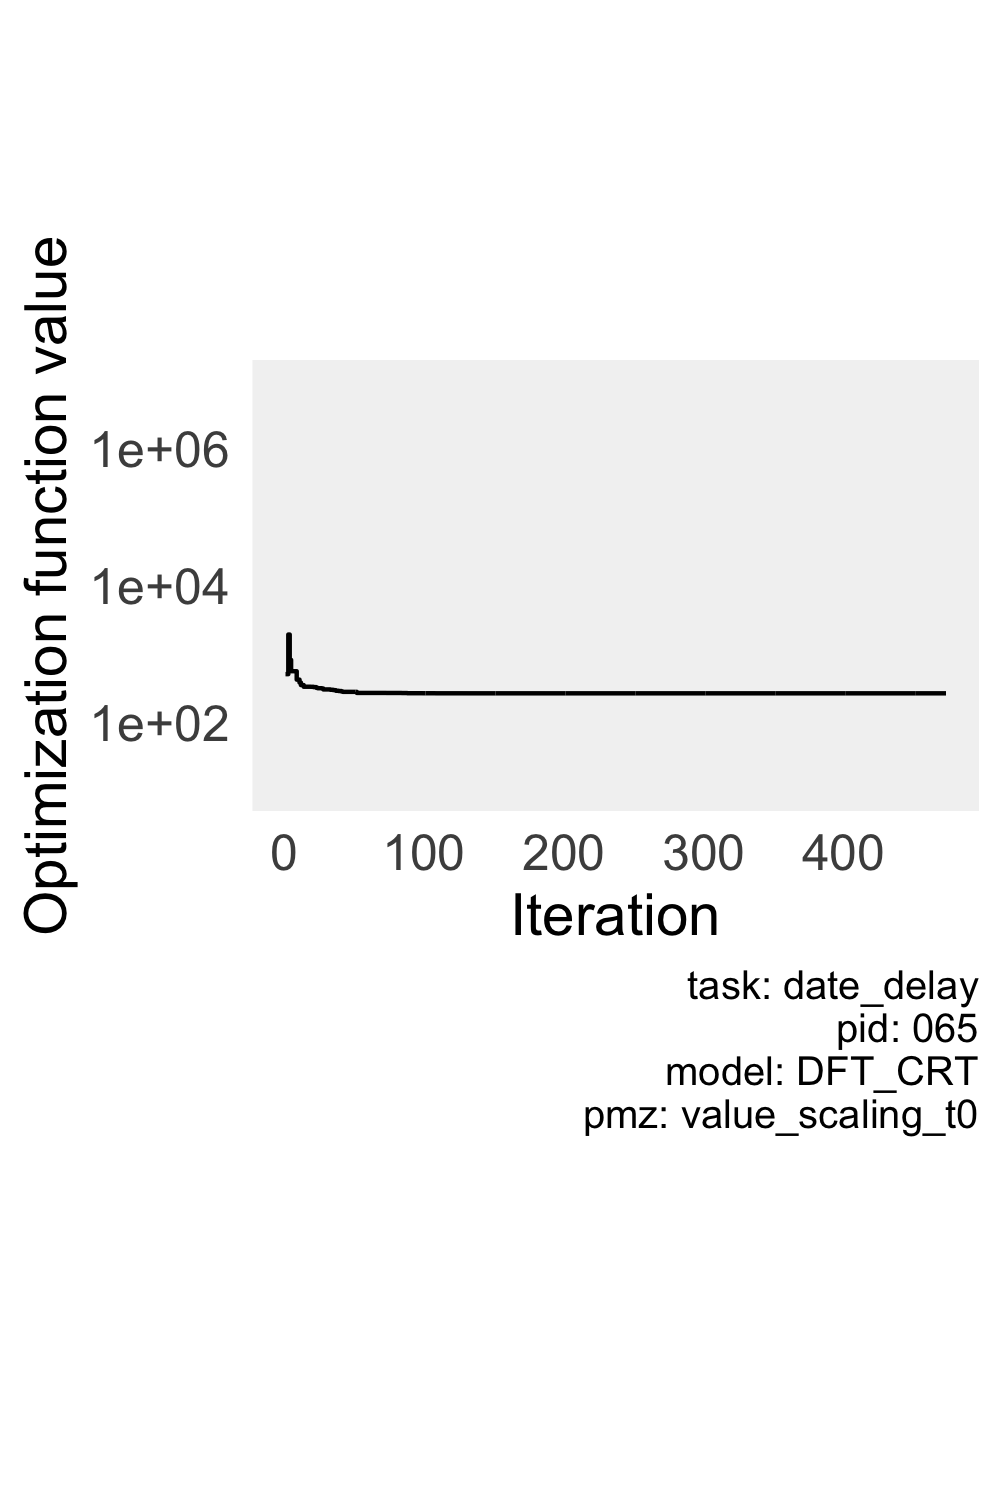 Optimization function value
1e+06
1e+04
1e+02
0 100 200 300 400
Iteration
task: date_delay
pid: 065
model: DFT_CRT
pmz: value_scaling_t0